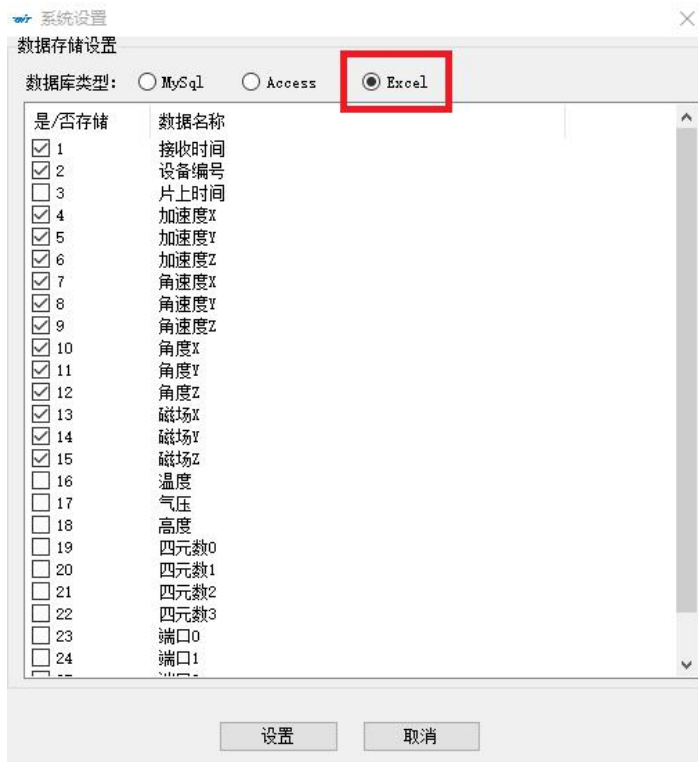 系统设置
数据存储设置
数据库类型: MySql Access Excel
是/否存储 数据名称
1 接收时间
2 设备编号
3 片上时间
4 加速度X
5 加速度Y
6 加速度Z
7 角速度X
8 角速度Y
9 角速度Z
10 角度X
11 角度Y
12 角度Z
13 磁场X
14 磁场Y
15 磁场Z
16 温度
17 气压
18 高度
19 四元数0
20 四元数1
21 四元数2
22 四元数3
23 端口0
24 端口1
设置 取消